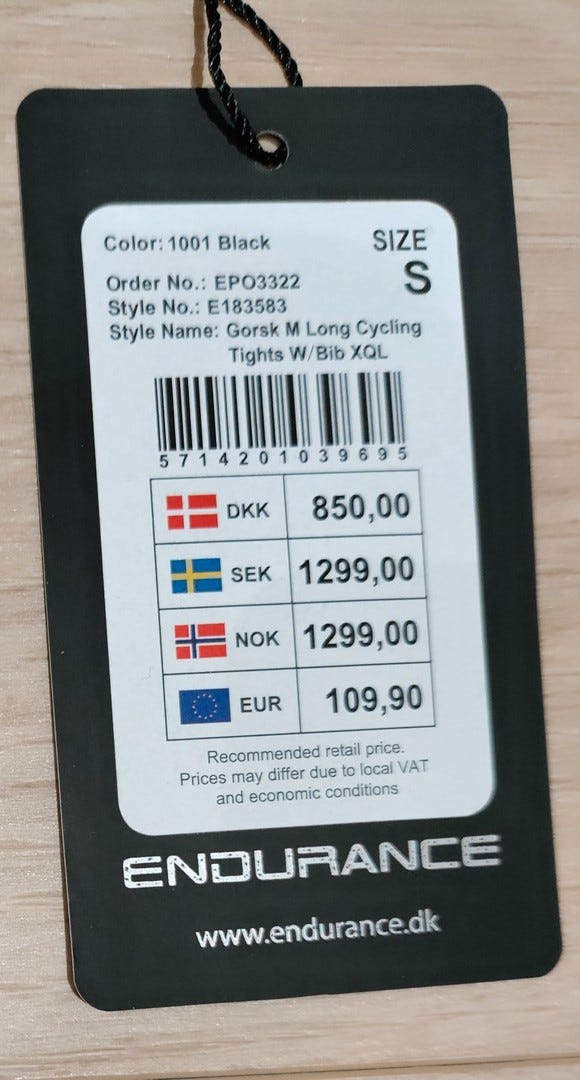 Color: 1001 Black
SIZE
S
Order No.: EPO3322
Style No.: E183583
Style Name: Gorsk M Long Cycling
Tights W/Bib XQL
5714201039695
DKK 850,00
SEK 1299,00
NOK 1299,00
EUR 109,90
Recommended retail price.
Prices may differ due to local VAT
and economic conditions
ENDURANCE
www.endurance.dk